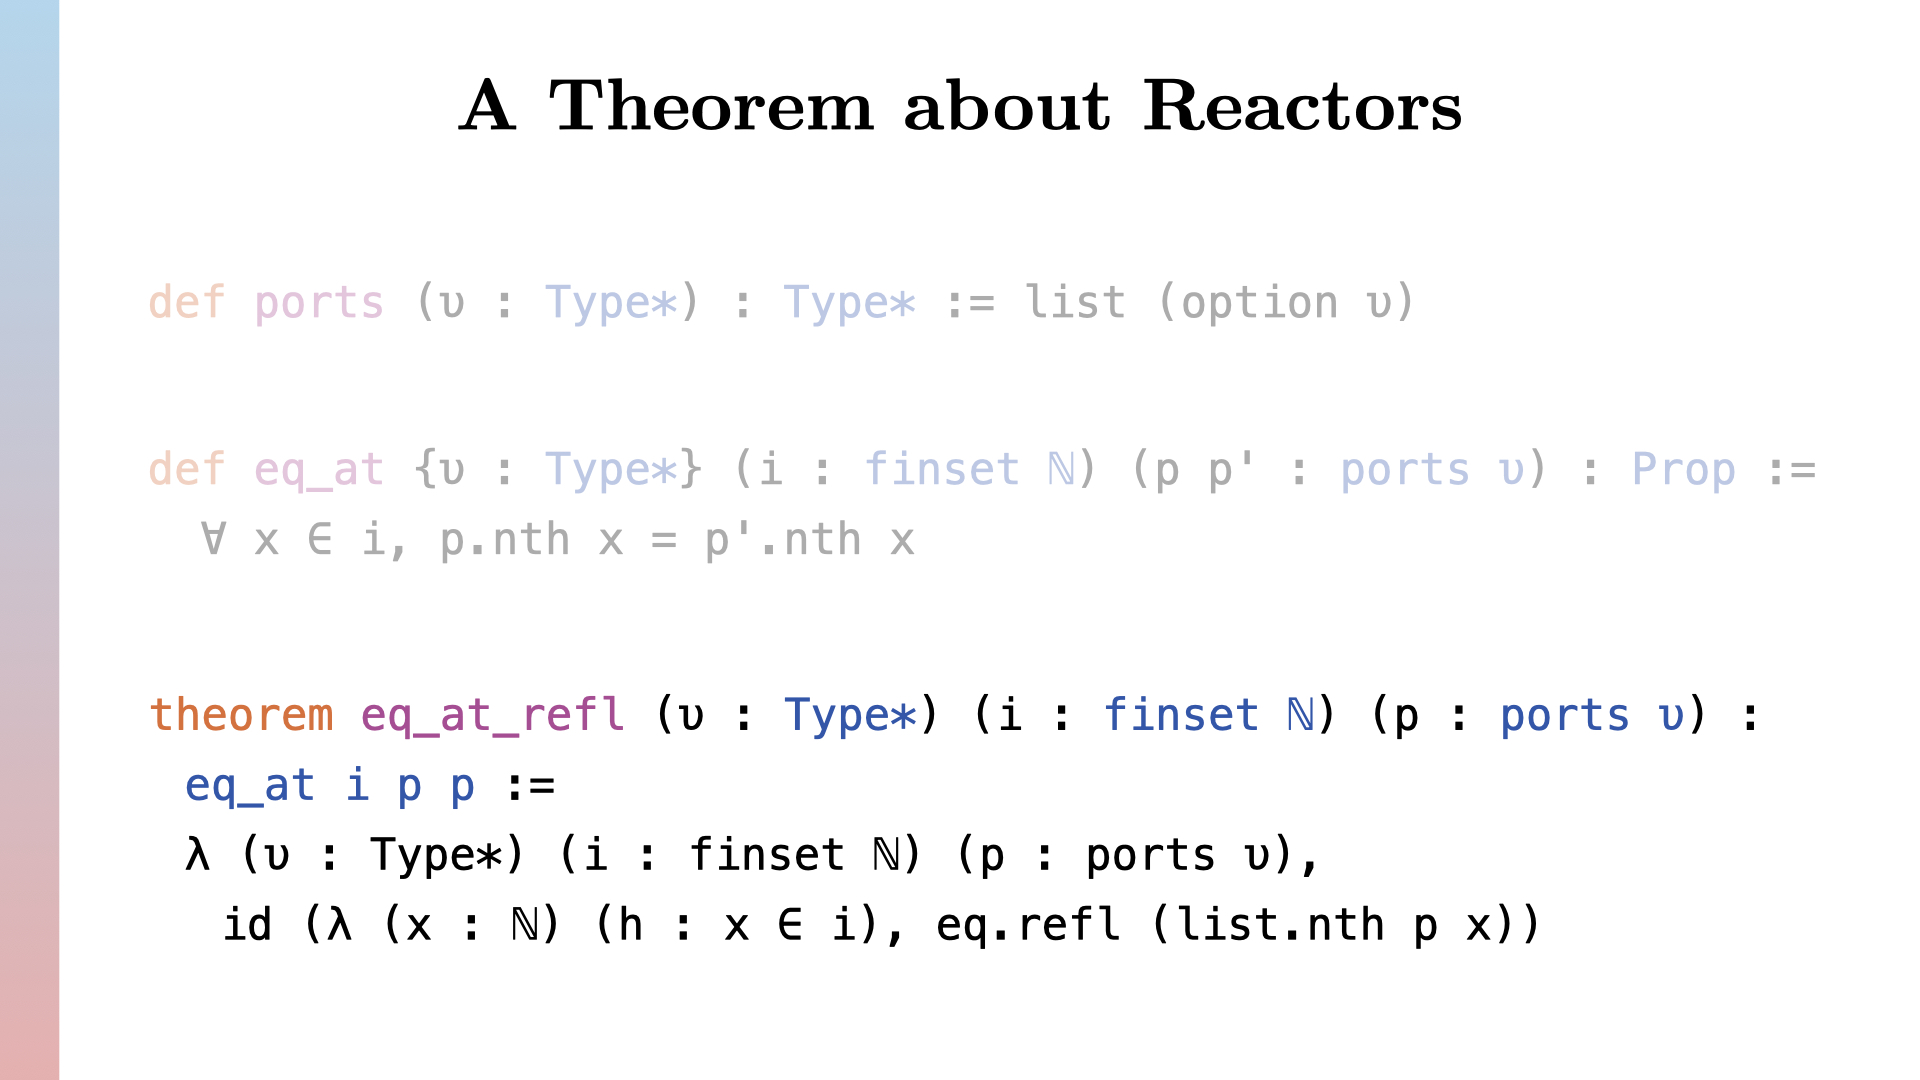 A Theorem about Reactors
def ports (υ : Type*) : Type* := list (option υ)
def eq_at {υ : Type*} (i : finset ℕ) (p p' : ports υ) : Prop :=
∀ x ∈ i, p.nth x = p'.nth x
theorem eq_at_refl (υ : Type*) (i : finset ℕ) (p : ports υ) :
eq_at i p p :=
λ (υ : Type*) (i : finset ℕ) (p : ports υ),
id (λ (x : ℕ) (h : x ∈ i), eq.refl (list.nth p x))